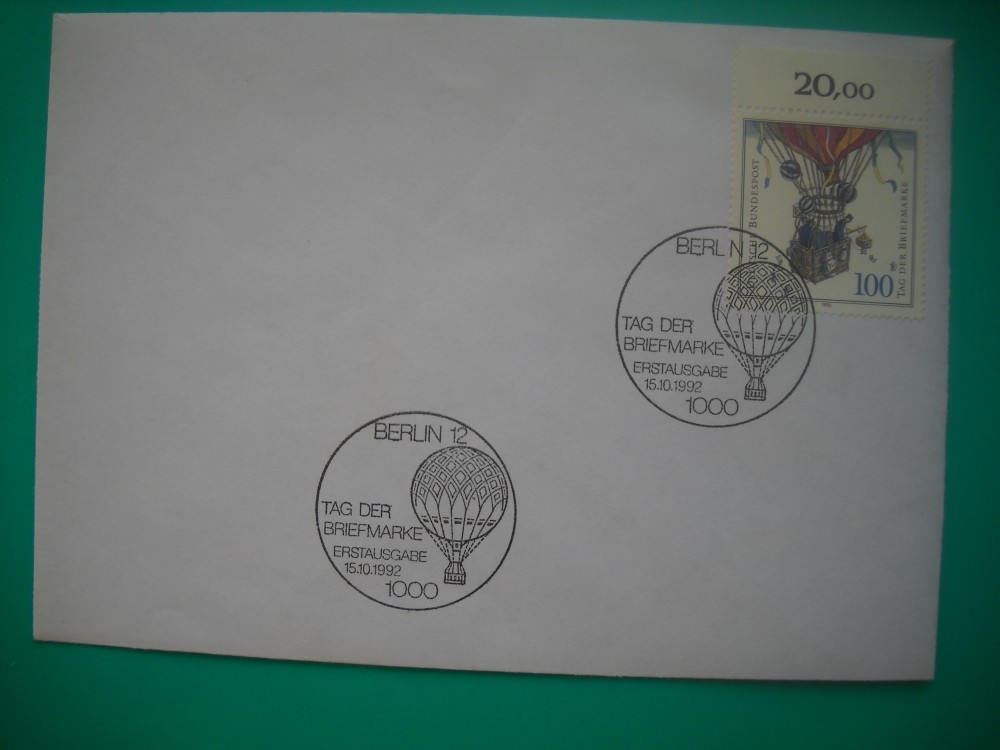 20,00
DEUTSCHE BUNDESPOST
TAG DER BRIEFMARKE
100
BERLIN 12
TAG DER
BRIEFMARKE
ERSTAUSGABE
15.10.1992
1000
BERLIN 12
TAG DER
BRIEFMARKE
ERSTAUSGABE
15.10.1992
1000